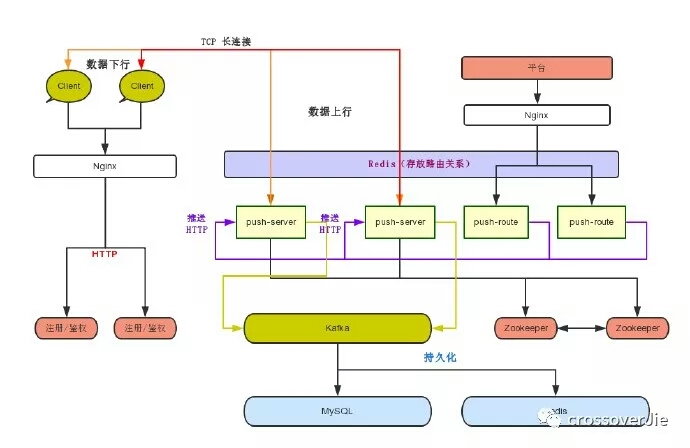 TCP 长连接
数据下行
Client
Client
平台
数据上行
Nginx
Nginx
Redis（存放路由关系）
推送
HTTP
push-server
推送
HTTP
push-server
push-route
push-route
HTTP
注册/鉴权
注册/鉴权
Kafka
Zookeeper
Zookeeper
持久化
MySQL
edis
crossoverJie